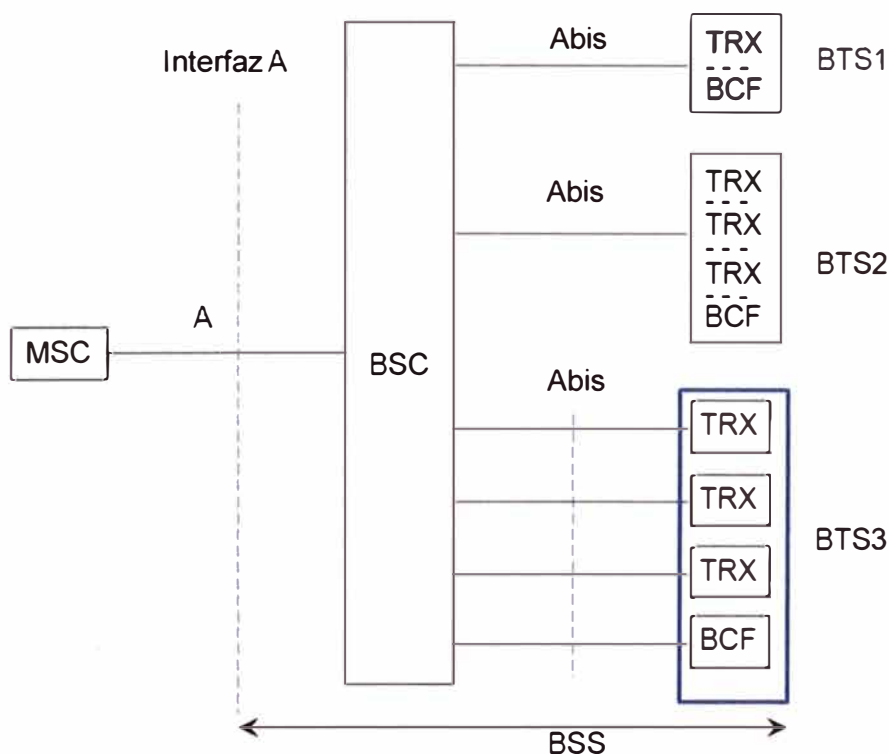 Interfaz A
Abis
TRX
BCF
BTS1
Abis
TRX
TRX
TRX
BCF
BTS2
A
MSC
BSC
Abis
TRX
TRX
TRX
BCF
BTS3
BSS